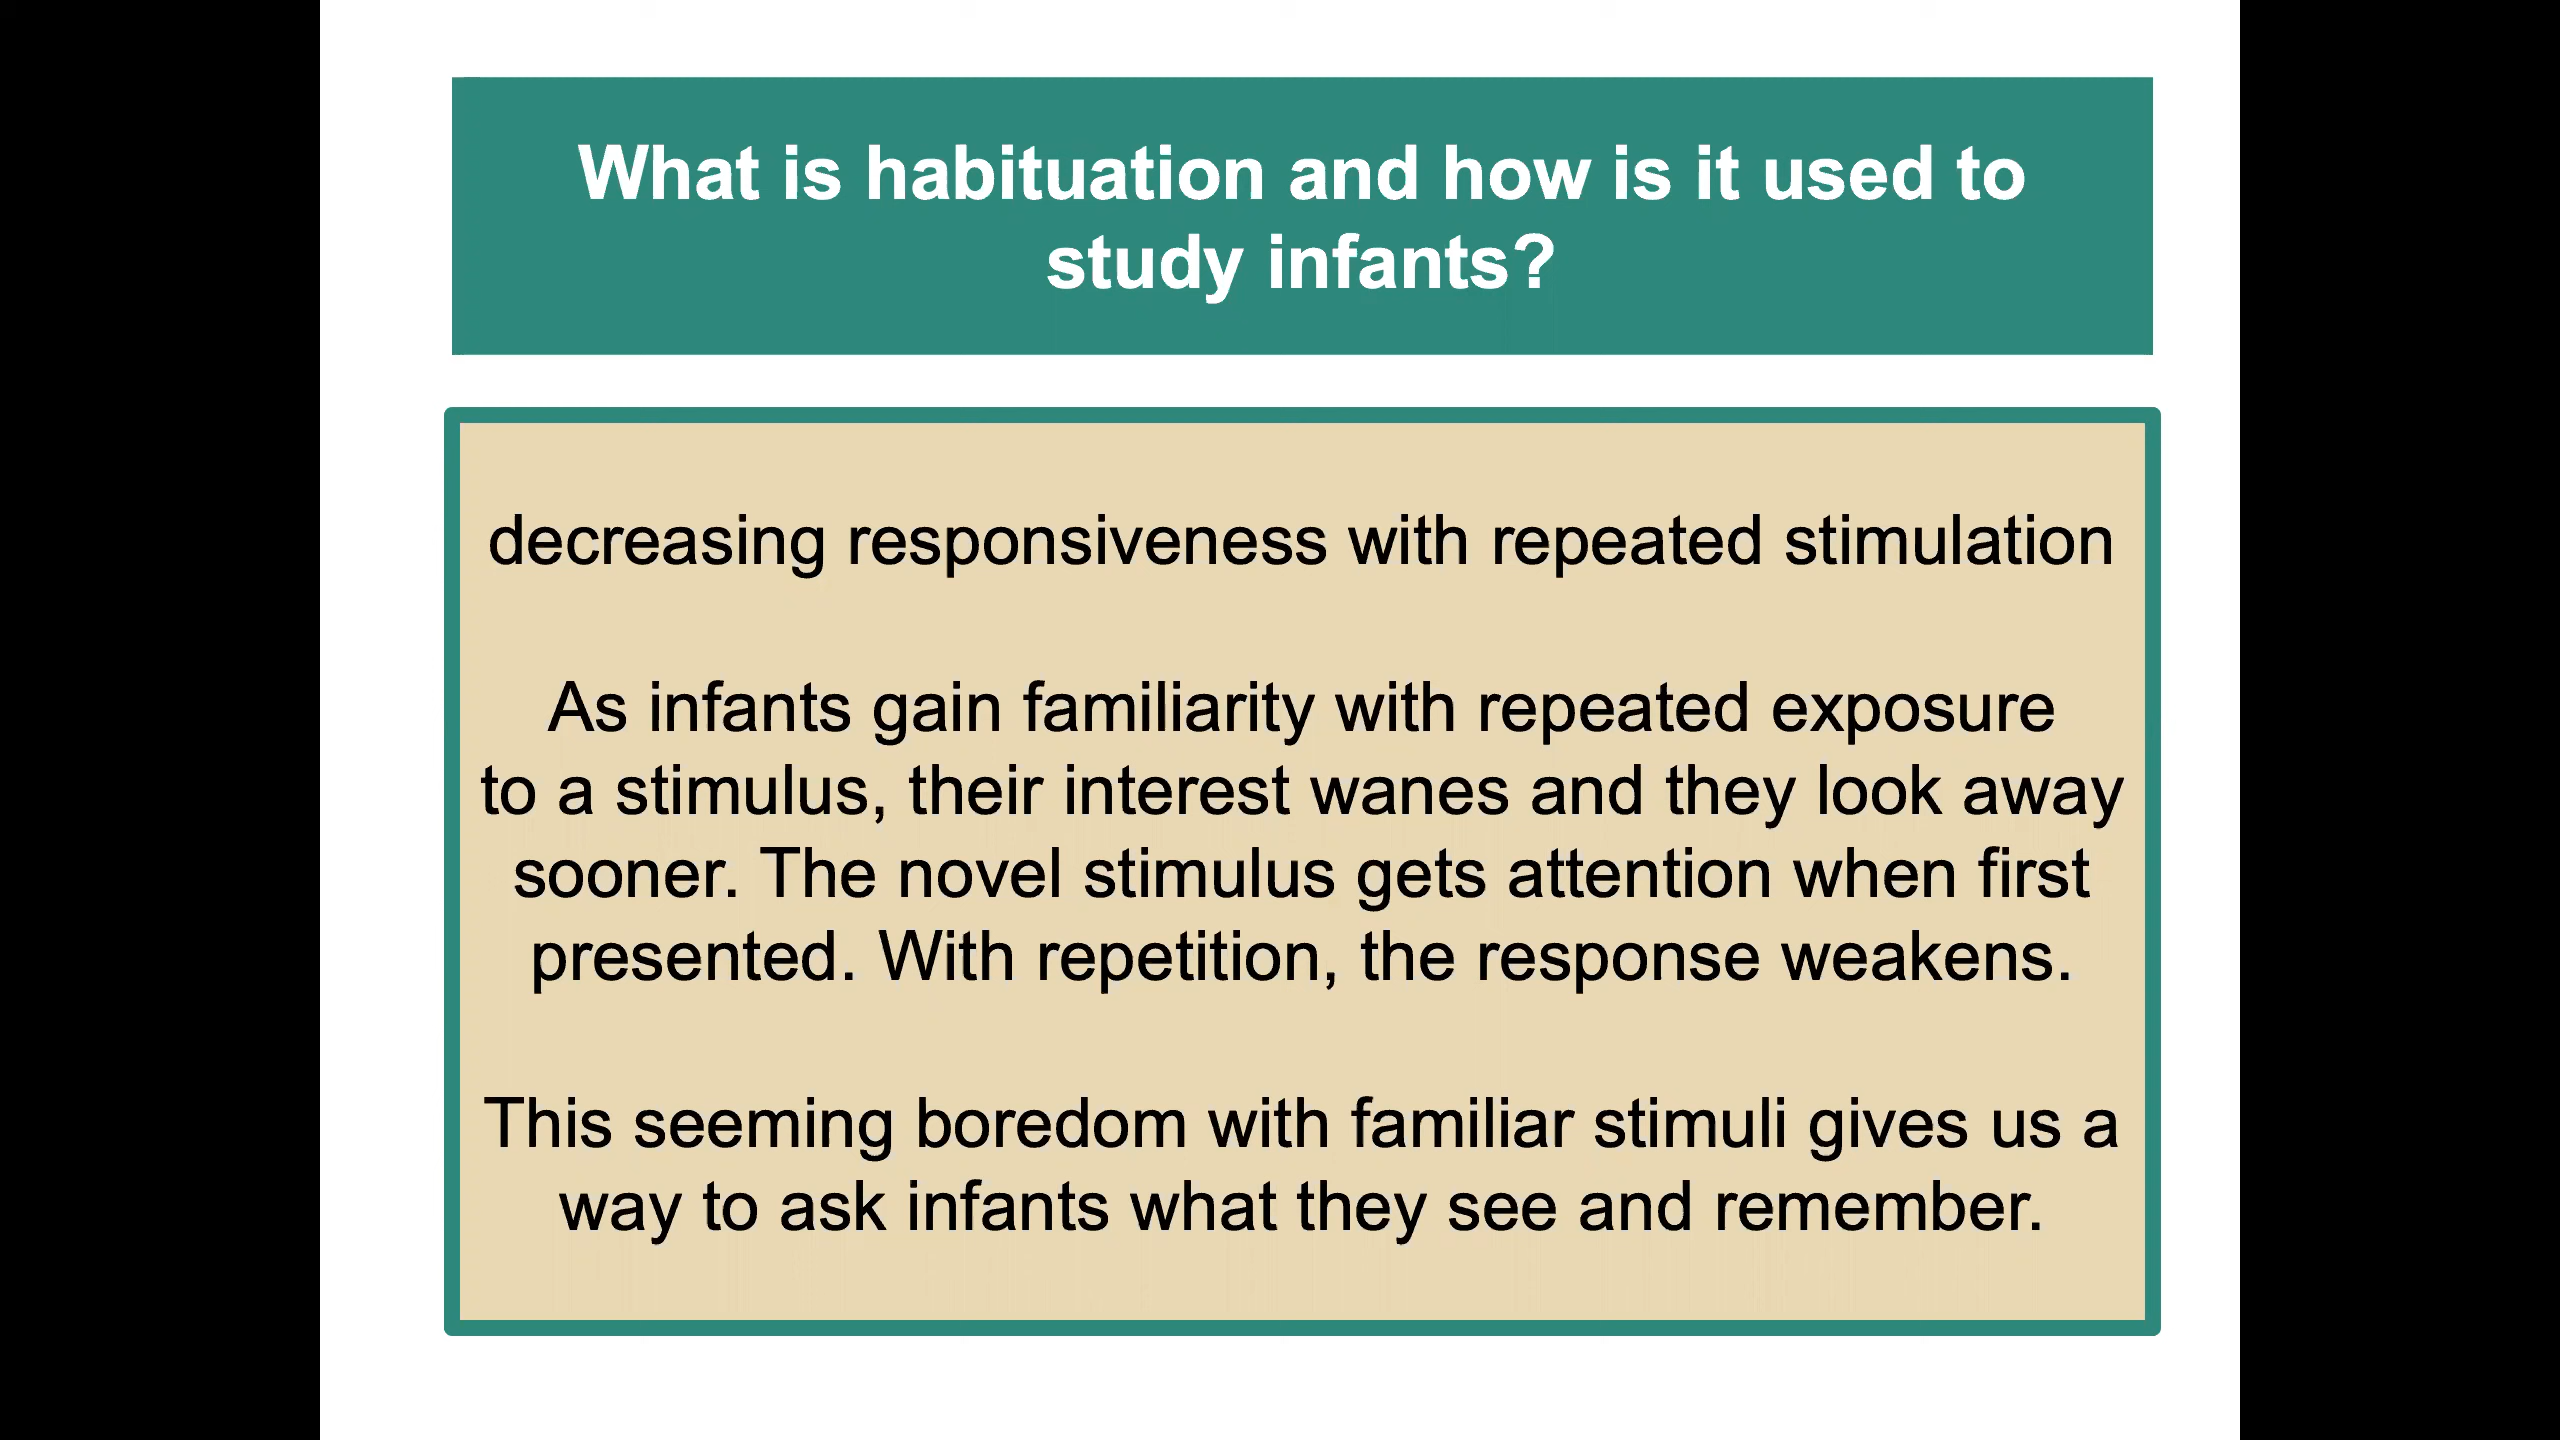 What is habituation and how is it used to
study infants?
decreasing responsiveness with repeated stimulation
As infants gain familiarity with repeated exposure
to a stimulus, their interest wanes and they look away
sooner. The novel stimulus gets attention when first
presented. With repetition, the response weakens.
This seeming boredom with familiar stimuli gives us a
way to ask infants what they see and remember.